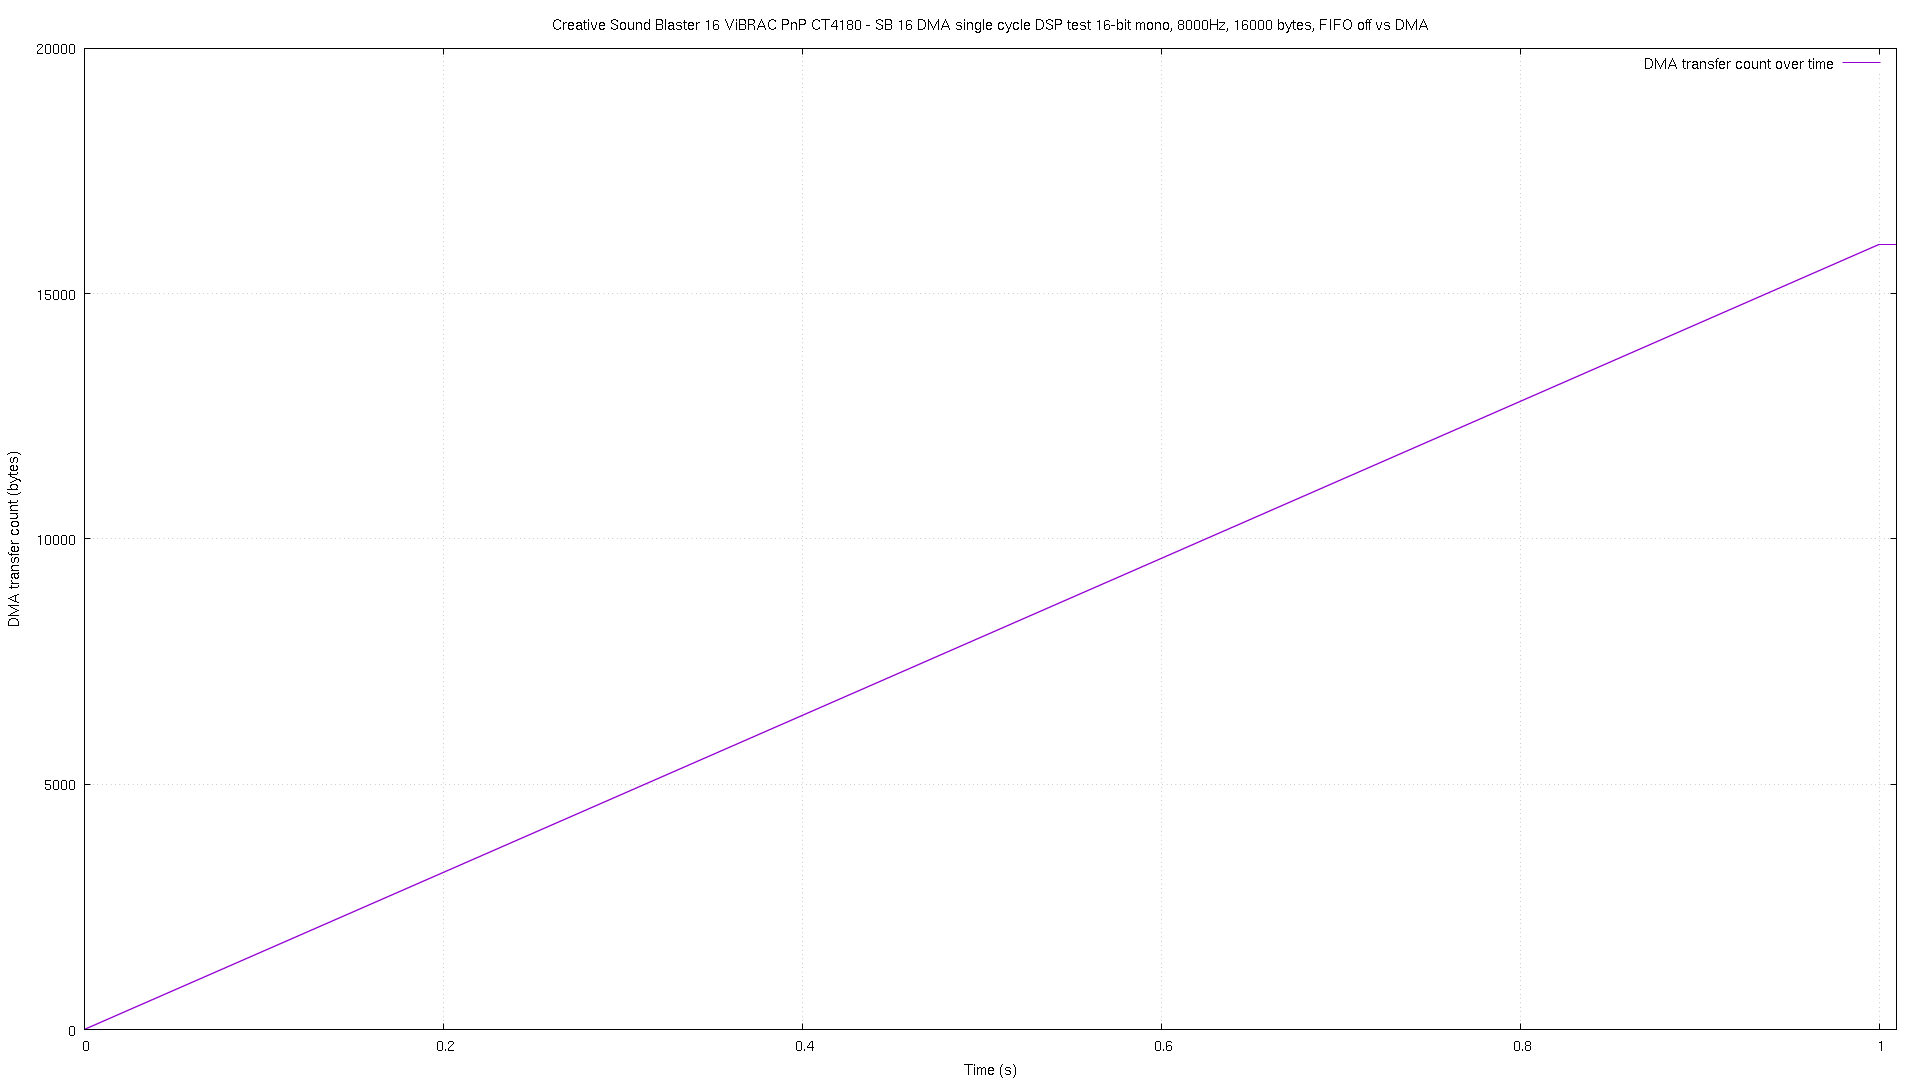 Creative Sound Blaster 16 ViBRAC PnP CT4180 - SB 16 DMA single cycle DSP test 16-bit mono, 8000Hz, 16000 bytes, FIFO off vs DMA
DMA transfer count over time
20000
15000
10000
5000
0
DMA transfer count (bytes)
0 0.2 0.4 0.6 0.8 1
Time (s)